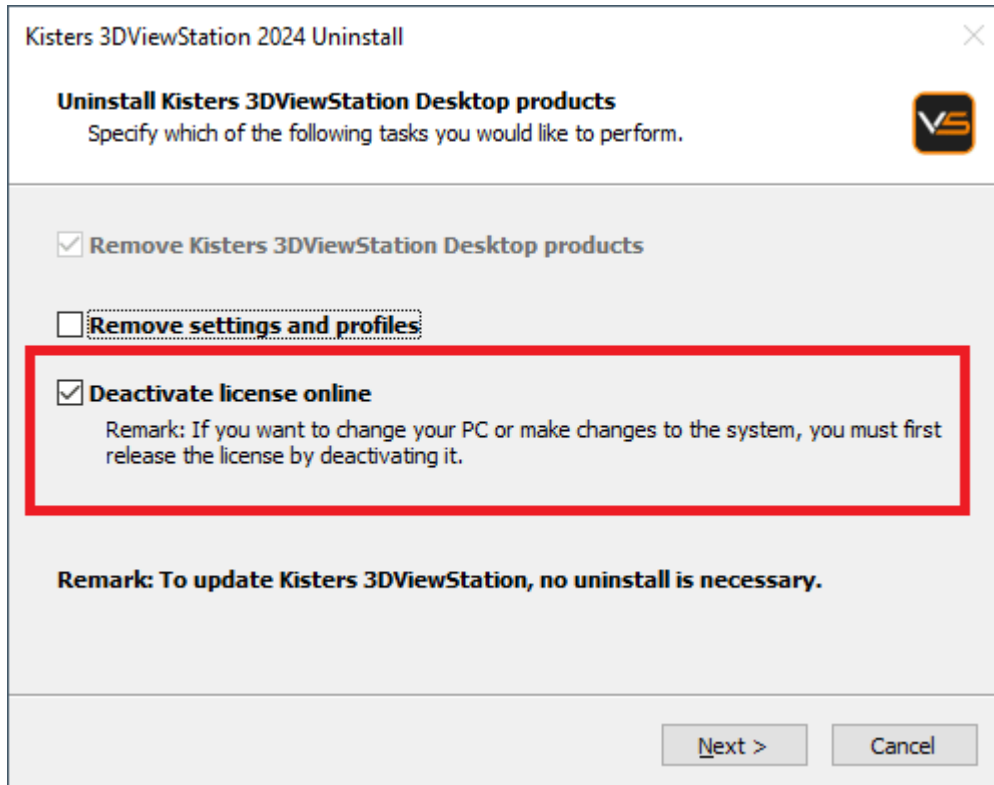 Kisters 3DViewStation 2024 Uninstall
Uninstall Kisters 3DViewStation Desktop products
Specify which of the following tasks you would like to perform.
VS
Remove Kisters 3DViewStation Desktop products
Remove settings and profiles
Deactivate license online
Remark: If you want to change your PC or make changes to the system, you must first
release the license by deactivating it.
Remark: To update Kisters 3DViewStation, no uninstall is necessary.
Next >
Cancel